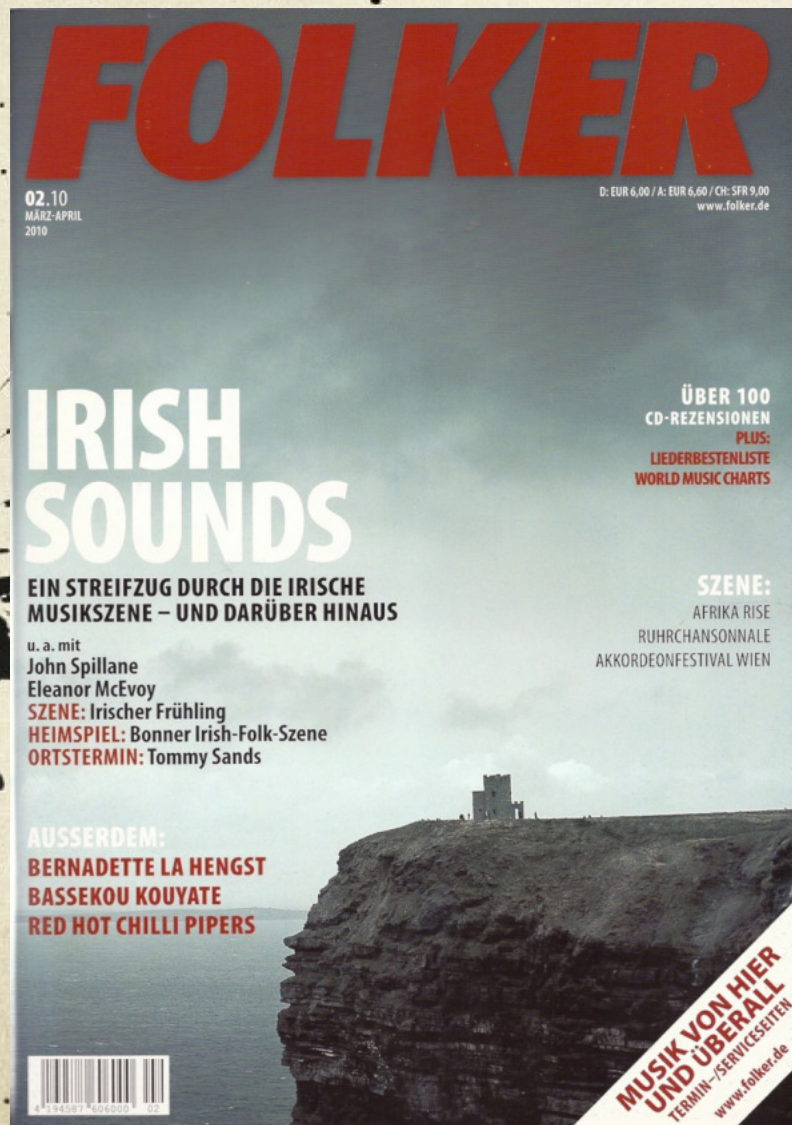 FOLKER
02.10
MÄRZ-APRIL
2010
D: EUR 6,00 / A: EUR 6,60 / CH: SFR 9,00
www.folker.de
IRISH
SOUNDS
EIN STREIFZUG DURCH DIE IRISCHE
MUSIKSZENE – UND DARÜBER HINAUS
u. a. mit
John Spillane
Eleanor McEvoy
SZENE: Irischer Frühling
HEIMSPIEL: Bonner Irish-Folk-Szene
ORTSTERMIN: Tommy Sands
AUSSERDEM:
BERNADETTE LA HENGST
BASSEKOU KOUYATE
RED HOT CHILLI PIPERS
ÜBER 100
CD-REZENSIONEN
PLUS:
LIEDERBESTENLISTE
WORLD MUSIC CHARTS
SZENE:
AFRIKA RISE
RUHRCHANSONNALE
AKKORDEONFESTIVAL WIEN
MUSIK VON HIER
UND ÜBERALL
TERMIN-/SERVICESEITEN
www.folker.de
4 194587 606000 02